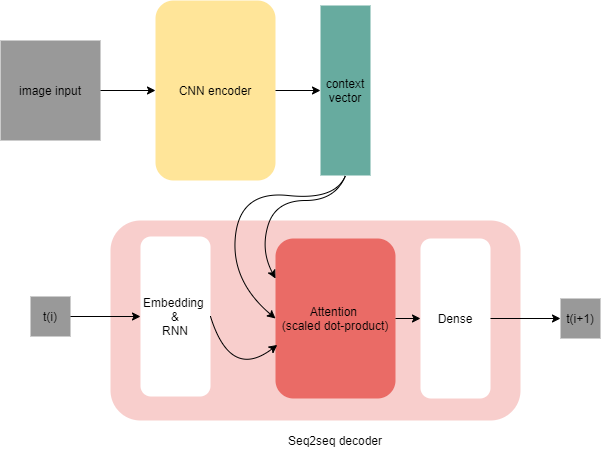 image input
CNN encoder
context
vector
t(i)
Embedding
&
RNN
Attention
(scaled dot-product)
Dense
t(i+1)
Seq2seq decoder